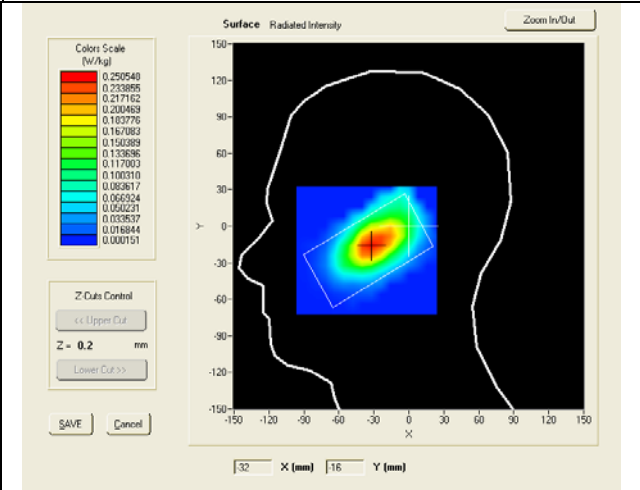 Surface Radiated Intensity
Zoom In/Out
Colors Scale
(W/kg)
0.250540
0.233855
0.217162
0.200469
0.183776
0.167083
0.150389
0.133696
0.117003
0.100310
0.083617
0.066924
0.050231
0.033537
0.016844
0.000151
Z-Cuts Control
<< Upper Cut
Z = 0.2 mm
Lower Cut >>
SAVE Cancel
150-
120-
90-
60-
30-
0-
-30-
-60-
-90-
-120-
-150-
Y
-150 -120 -90 -60 -30 0 30 60 90 120 150
X
-32 X (mm) -16 Y (mm)